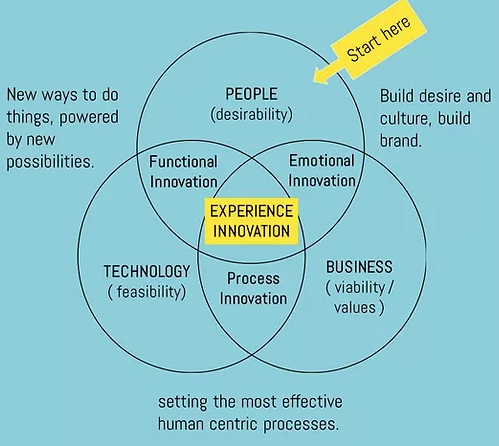 Start here
PEOPLE
(desirability)
New ways to do
things, powered
by new
possibilities.
Build desire and
culture, build
brand.
Functional
Innovation
Emotional
Innovation
EXPERIENCE
INNOVATION
TECHNOLOGY
( feasibility)
Process
Innovation
BUSINESS
( viability /
values )
setting the most effective
human centric processes.